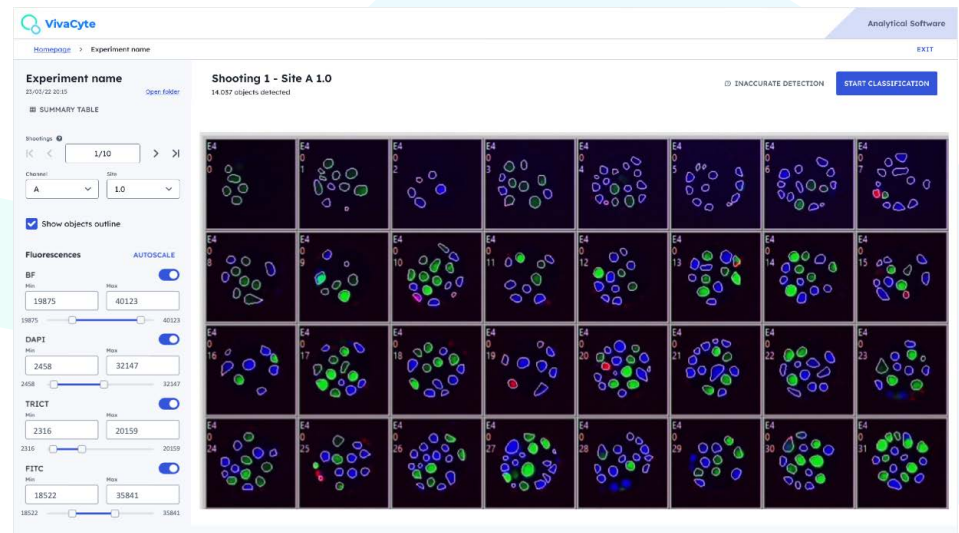 VivaCyte
Analytical Software
Homepage > Experiment name
EXIT
Experiment name
23/03/22 20:15
Open folder
SUMMARY TABLE
Shootings
1/10
Channel
Site
A
1.0
Show objects outline
Fluorescences
AUTOSCALE
BF
Min
Max
19875
40123
19875
40123
DAPI
Min
Max
2458
32147
2458
32147
TRICT
Min
Max
2316
20159
2316
20159
FITC
Min
Max
18522
35841
18522
35841
Shooting 1 - Site A 1.0
14.037 objects detected
INACCURATE DETECTION
START CLASSIFICATION
E4 E4 E4 E4 E4 E4 E4 E4
0 0 0 0 0 0 0 0
0 1 2 3 4 5 6 7
E4 E4 E4 E4 E4 E4 E4 E4
0 0 0 0 0 0 0 0
8 9 10 11 12 13 14 15
E4 E4 E4 E4 E4 E4 E4 E4
0 0 0 0 0 0 0 0
16 17 18 19 20 21 22 23
E4 E4 E4 E4 E4 E4 E4 E4
0 0 0 0 0 0 0 0
24 25 26 27 28 29 30 31